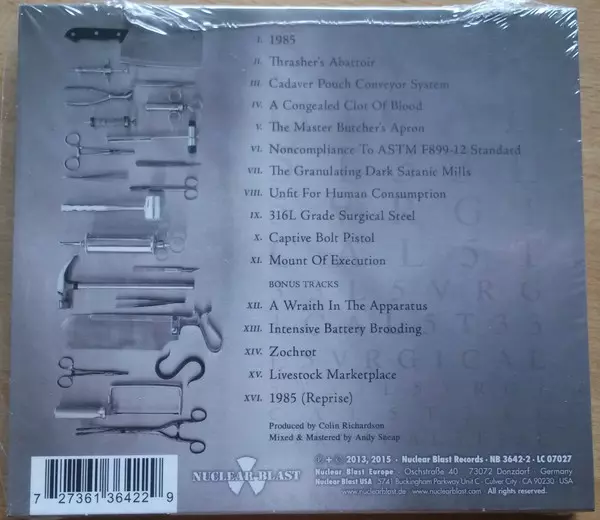 I. 1985
II. Thrasher's Abattoir
III. Cadaver Pouch Conveyor System
IV. A Congealed Clot Of Blood
V. The Master Butcher's Apron
VI. Noncompliance To ASTM F899-12 Standard
VII. The Granulating Dark Satanic Mills
VIII. Unfit For Human Consumption
IX. 316L Grade Surgical Steel
X. Captive Bolt Pistol
XI. Mount Of Execution
BONUS TRACKS
XII. A Wraith In The Apparatus
XIII. Intensive Battery Brooding
XIV. Zochrot
XV. Livestock Marketplace
XVI. 1985 (Reprise)
Produced by Colin Richardson
Mixed & Mastered by Andy Sneap
7 27361 36422 9
NUCLEAR BLAST
℗ + © 2013, 2015 · Nuclear Blast Records · NB 3642-2 · LC 07027
Nuclear Blast Europe · Oschstraße 40 · 73072 Donzdorf · Germany
Nuclear Blast USA · 5741 Buckingham Parkway Unit C · Culver City · CA 90230 · USA
www.nuclearblast.de · www.nuclearblast.com · All rights reserved.